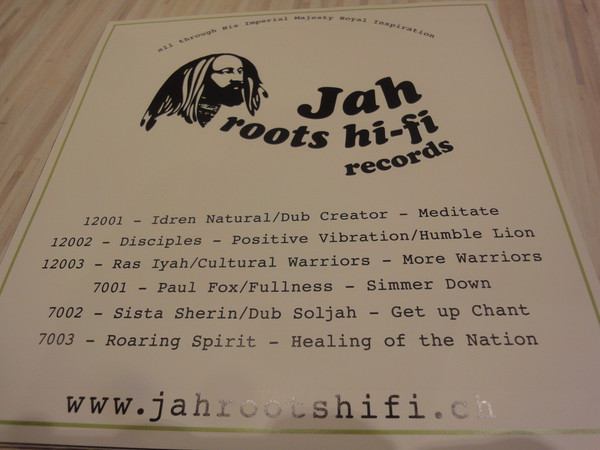 all through His Imperial Majesty Royal Inspiration
Jah
roots hi-fi
records
12001 - Idren Natural/Dub Creator - Meditate
12002 - Disciples - Positive Vibration/Humble Lion
12003 - Ras Iyah/Cultural Warriors - More Warriors
7001 - Paul Fox/Fullness - Simmer Down
7002 - Sista Sherin/Dub Soljah - Get up Chant
7003 - Roaring Spirit - Healing of the Nation
www.jahrootshifi.ch